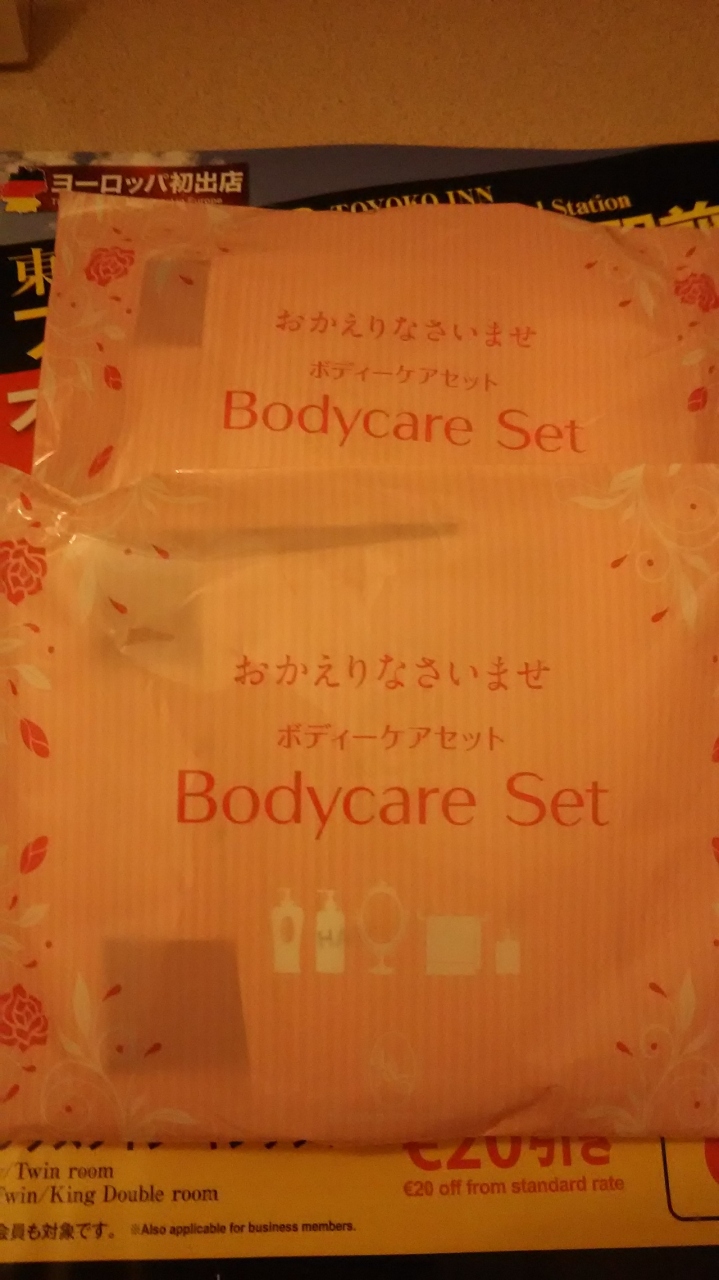 ヨーロッパ初出店
TOYOKO INN
Station
東
おかえりなさいませ
ボディーケアセット
Bodycare Set
おかえりなさいませ
ボディーケアセット
Bodycare Set
€20引き
/Twin room
Twin/King Double room
€20 off from standard rate
会員も対象です。 ※Also applicable for business members.